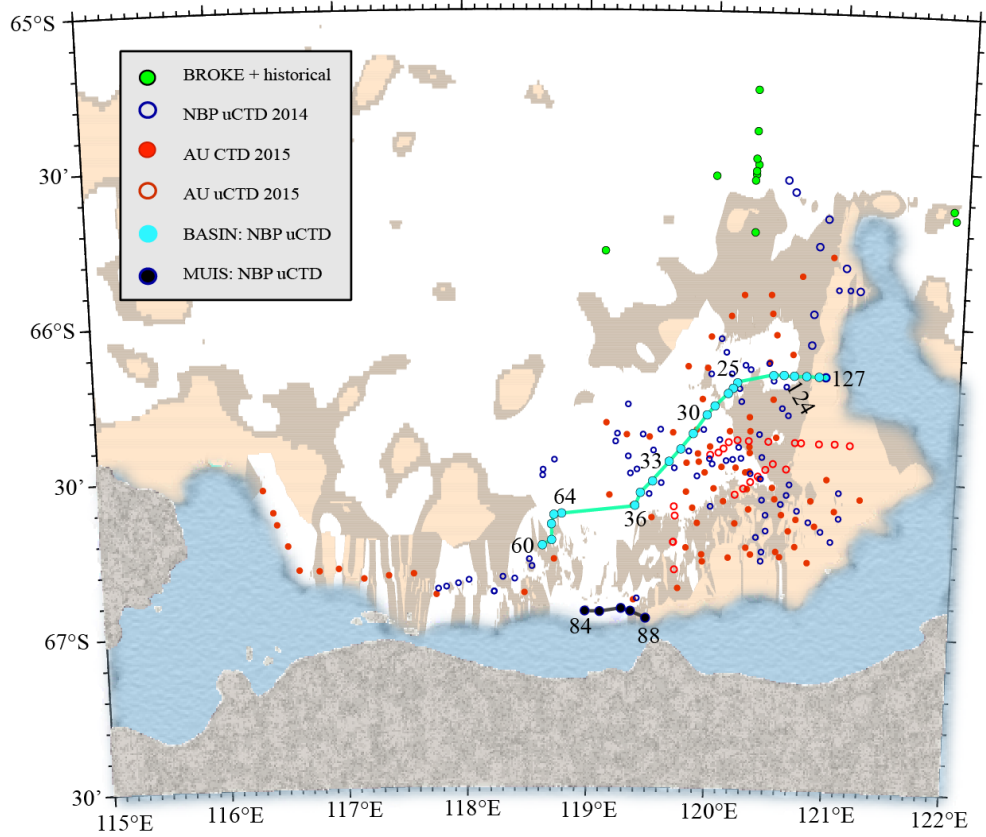 65°S
BROKE + historical
NBP uCTD 2014
AU CTD 2015
AU uCTD 2015
BASIN: NBP uCTD
MUIS: NBP uCTD
30’
66°S
25
127
124
30
33
30’
64
36
60
84
88
67°S
30’
115°E
116°E
117°E
118°E
119°E
120°E
121°E
122°E